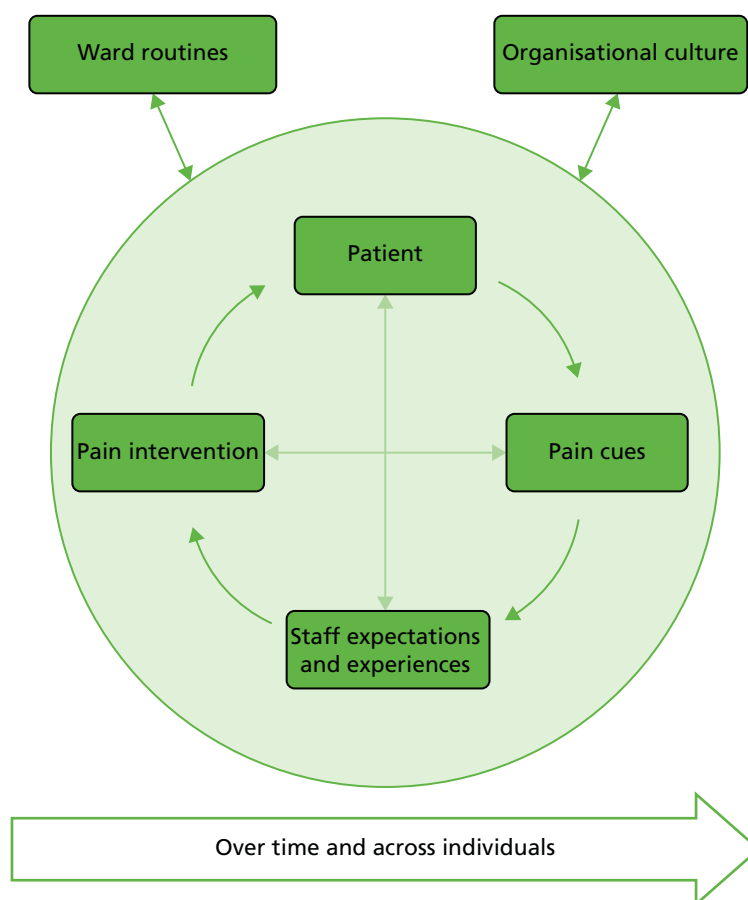 Ward routines
Organisational culture
Patient
Pain intervention
Pain cues
Staff expectations
and experiences
Over time and across individuals